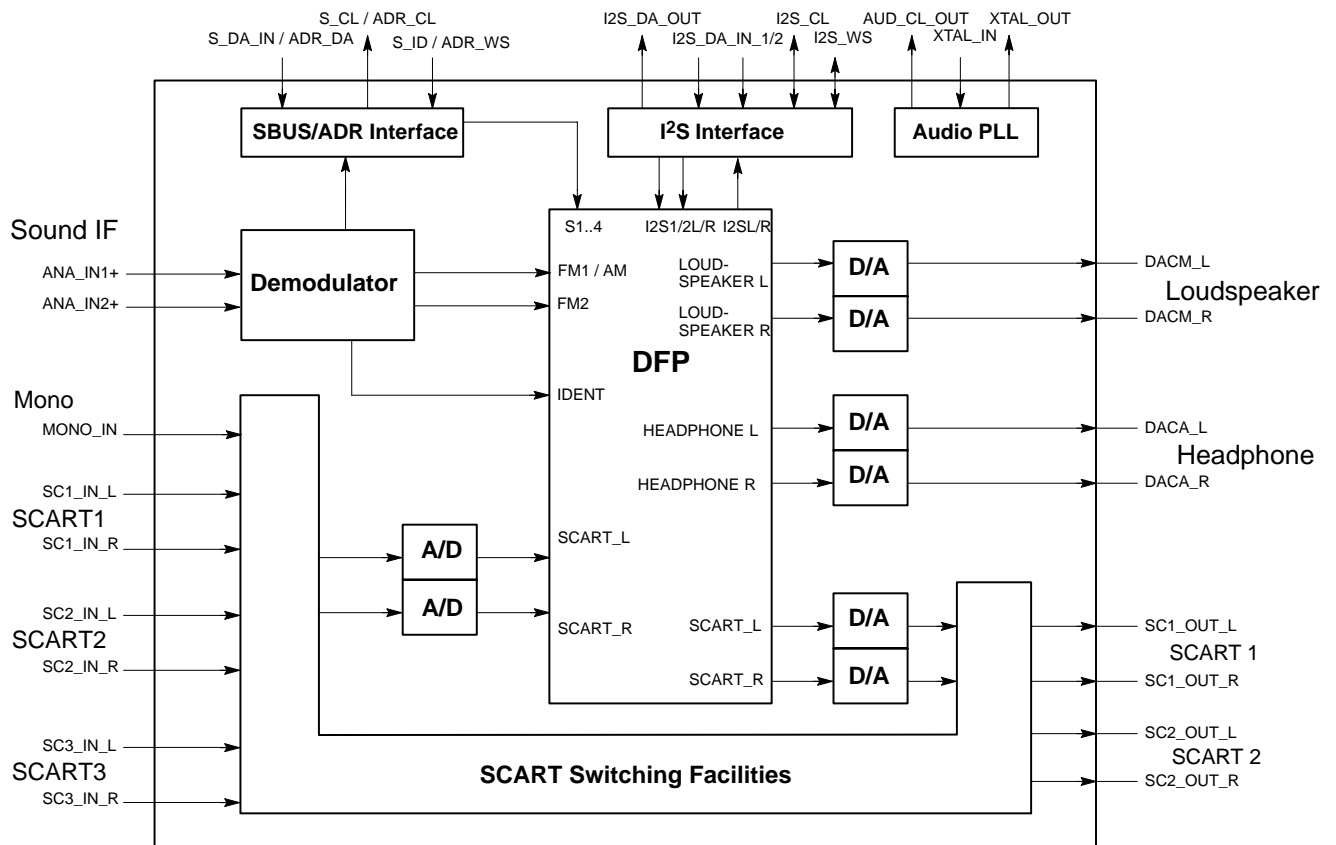 S_CL / ADR_CL
I2S_DA_OUT
I2S_CL
AUD_CL_OUT
XTAL_OUT
S_DA_IN / ADR_DA
S_ID / ADR_WS
I2S_DA_IN_1/2
I2S_WS
XTAL_IN
SBUS/ADR Interface
I²S Interface
Audio PLL
Sound IF
ANA_IN1+
ANA_IN2+
Demodulator
S1..4
I2S1/2L/R
I2SL/R
FM1 / AM
FM2
LOUD-
SPEAKER L
LOUD-
SPEAKER R
DFP
IDENT
D/A
D/A
DACM_L
Loudspeaker
DACM_R
Mono
MONO_IN
HEADPHONE L
HEADPHONE R
D/A
D/A
DACA_L
Headphone
DACA_R
SC1_IN_L
SCART1
SC1_IN_R
A/D
A/D
SCART_L
SCART_R
SC2_IN_L
SCART2
SC2_IN_R
SCART_L
SCART_R
D/A
D/A
SC1_OUT_L
SCART 1
SC1_OUT_R
SC2_OUT_L
SCART 2
SC2_OUT_R
SC3_IN_L
SCART3
SC3_IN_R
SCART Switching Facilities